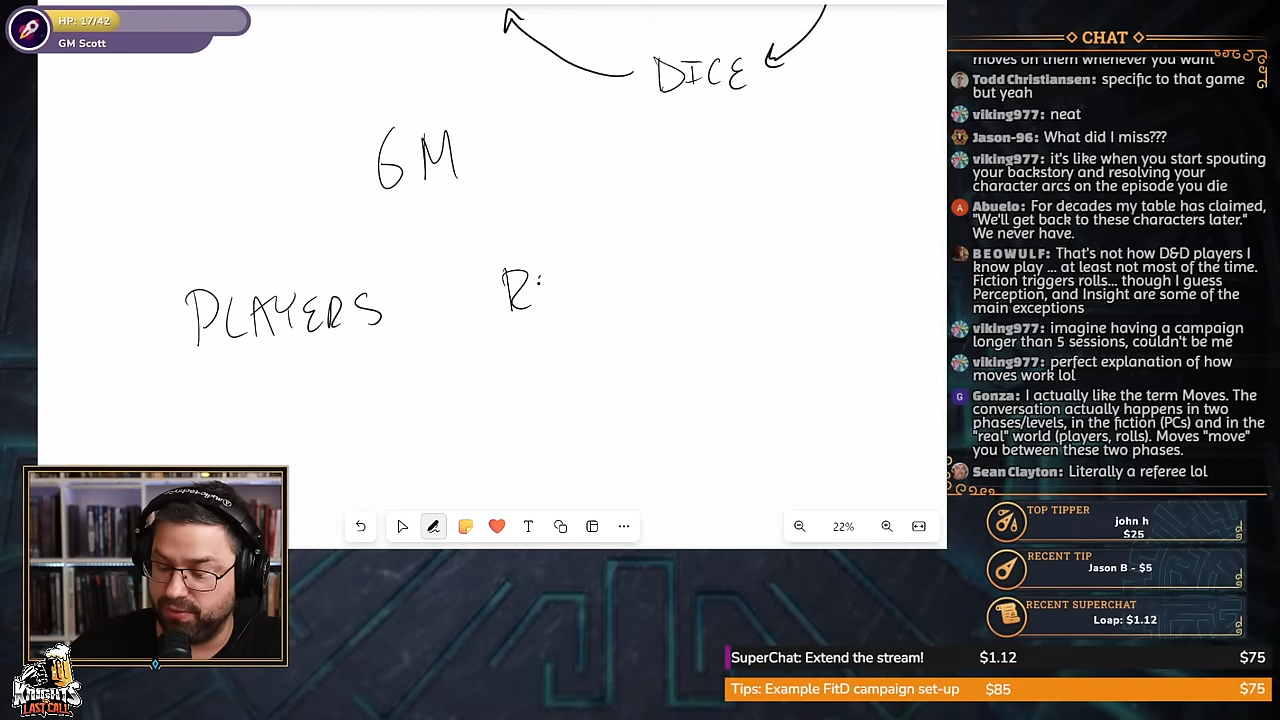 HP: 17/42
GM Scott
DICE
GM
PLAYERS
R:
22%
CHAT
moves on them whenever you want
Todd Christiansen: specific to that game
but yeah
viking977: neat
Jason-96: What did I miss???
viking977: it's like when you start spouting
your backstory and resolving your
character arcs on the episode you die
A
Abuelo: For decades my table has claimed,
"We'll get back to these characters later."
We never have.
BEOWULF: That's not how D&D players I
know play ... at least not most of the time.
Fiction triggers rolls... though I guess
Perception, and Insight are some of the
main exceptions
viking977: imagine having a campaign
longer than 5 sessions, couldn't be me
viking977: perfect explanation of how
moves work lol
G
Gonza: I actually like the term Moves. The
conversation actually happens in two
phases/levels, in the fiction (PCs) and in the
"real" world (players, rolls). Moves "move"
you between these two phases.
Sean Clayton: Literally a referee lol
TOP TIPPER
john h
$25
RECENT TIP
Jason B - $5
RECENT SUPERCHAT
Loap: $1.12
SuperChat: Extend the stream! $1.12 $75
Tips: Example FitD campaign set-up $85 $75
T
KNIGHTS
LAST CALL